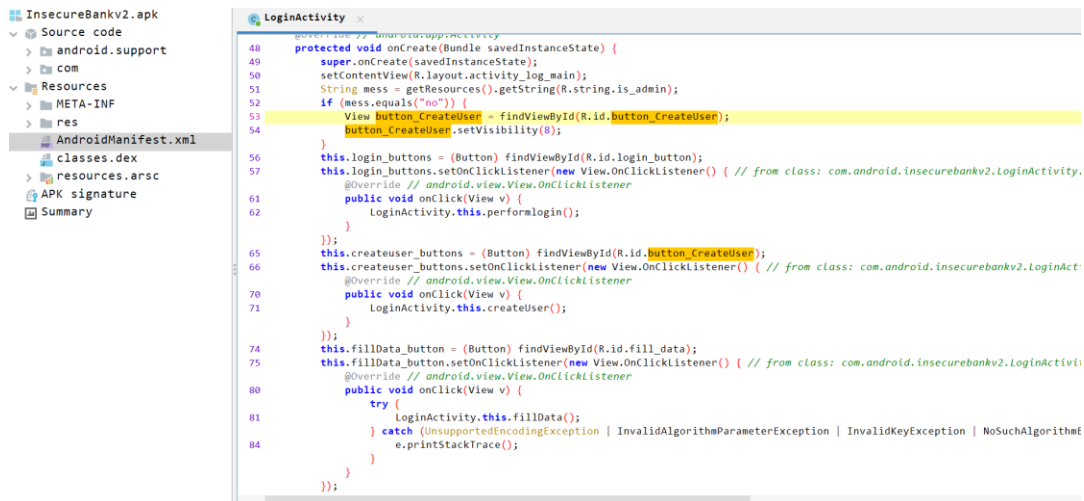 InsecureBankv2.apk
Source code
android.support
com
Resources
META-INF
res
AndroidManifest.xml
classes.dex
resources.arsc
APK signature
Summary
LoginActivity
@Override // android.app.Activity
48 protected void onCreate(Bundle savedInstanceState) {
49 super.onCreate(savedInstanceState);
50 setContentView(R.layout.activity_log_main);
51 String mess = getResources().getString(R.string.is_admin);
52 if (mess.equals("no")) {
53 View button_CreateUser = findViewById(R.id.button_CreateUser);
54 button_CreateUser.setVisibility(8);
}
56 this.login_buttons = (Button) findViewById(R.id.login_button);
57 this.login_buttons.setOnClickListener(new View.OnClickListener() { // from class: com.android.insecurebankv2.LoginActivity.
@Override // android.view.View.OnClickListener
61 public void onClick(View v) {
62 LoginActivity.this.performlogin();
}
});
65 this.createuser_buttons = (Button) findViewById(R.id.button_CreateUser);
66 this.createuser_buttons.setOnClickListener(new View.OnClickListener() { // from class: com.android.insecurebankv2.LoginActi
@Override // android.view.View.OnClickListener
70 public void onClick(View v) {
71 LoginActivity.this.createUser();
}
});
74 this.fillData_button = (Button) findViewById(R.id.fill_data);
75 this.fillData_button.setOnClickListener(new View.OnClickListener() { // from class: com.android.insecurebankv2.LoginActivit
@Override // android.view.View.OnClickListener
80 public void onClick(View v) {
try {
81 LoginActivity.this.fillData();
} catch (UnsupportedEncodingException | InvalidAlgorithmParameterException | InvalidKeyException | NoSuchAlgorithmE
84 e.printStackTrace();
}
}
});